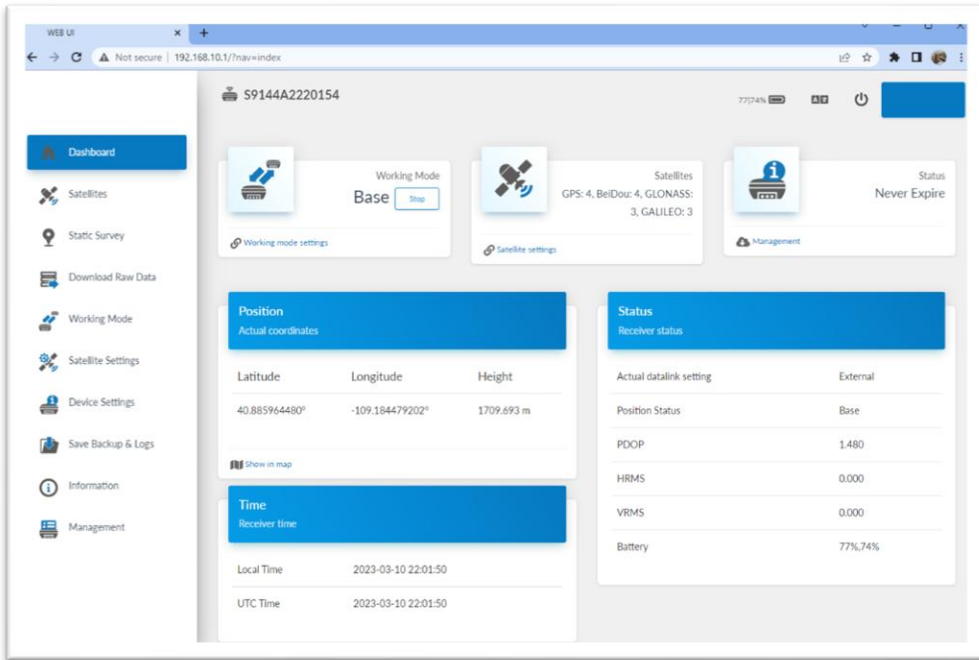 WEB UI
Not secure | 192.168.10.1/?nav=index
S9144A2220154
77|74%
Dashboard
Satellites
Static Survey
Download Raw Data
Working Mode
Satellite Settings
Device Settings
Save Backup & Logs
Information
Management
Working Mode
Base Stop
Working mode settings
Satellites
GPS: 4, BeiDou: 4, GLONASS:
3, GALILEO: 3
Satellite settings
Status
Never Expire
Management
Position
Actual coordinates
Latitude Longitude Height
40.885964480° -109.184479202° 1709.693 m
Show in map
Time
Receiver time
Local Time 2023-03-10 22:01:50
UTC Time 2023-03-10 22:01:50
Status
Receiver status
Actual datalink setting External
Position Status Base
PDOP 1.480
HRMS 0.000
VRMS 0.000
Battery 77%,74%